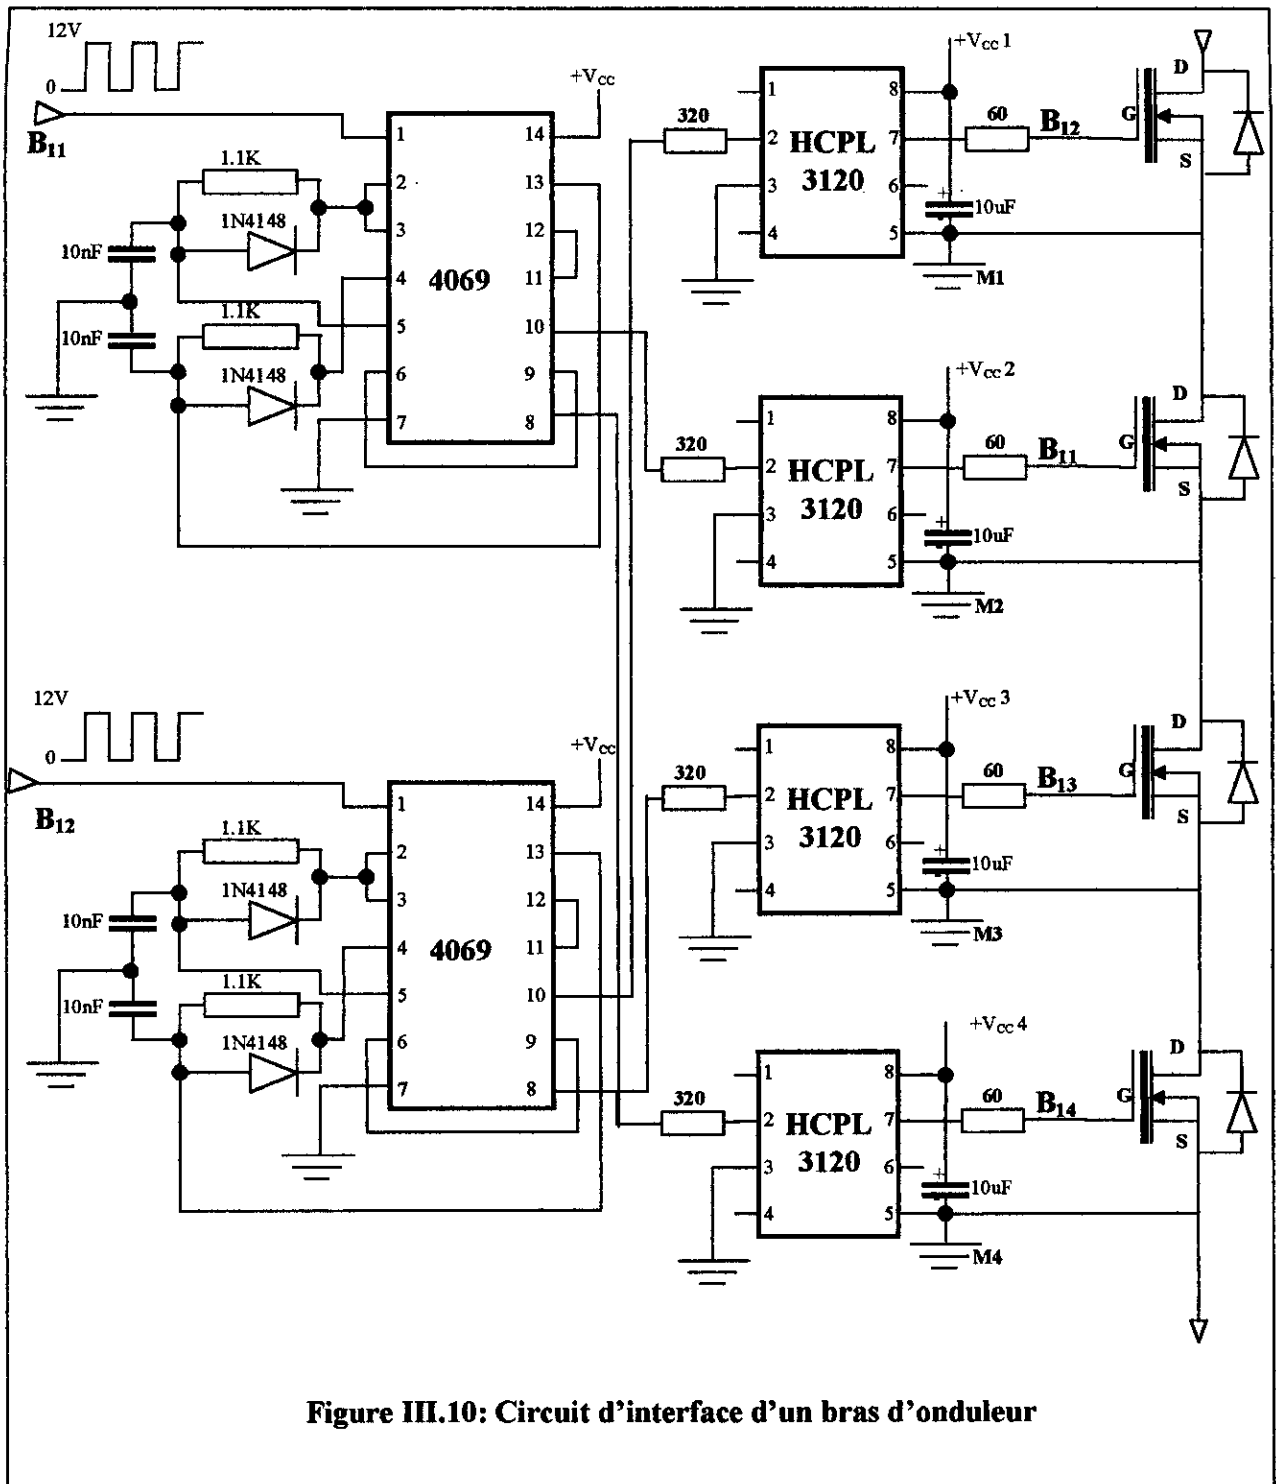 12V
0
B11
+VCC
1
2
3
4
5
6
7
4069
14
13
12
11
10
9
8
1.1K
1N4148
10nF
1.1K
10nF
1N4148
320
1
2
3
4
HCPL
3120
8
7
6
5
+VCC 1
60
B12
+
10uF
M1
D
G
S
320
1
2
3
4
HCPL
3120
8
7
6
5
+VCC 2
60
B11
+
10uF
M2
D
G
S
12V
0
B12
+VCC
1
2
3
4
5
6
7
4069
14
13
12
11
10
9
8
1.1K
1N4148
10nF
1.1K
10nF
1N4148
320
1
2
3
4
HCPL
3120
8
7
6
5
+VCC 3
60
B13
+
10uF
M3
D
G
S
320
1
2
3
4
HCPL
3120
8
7
6
5
+VCC 4
60
B14
+
10uF
M4
D
G
S
Figure III.10: Circuit d'interface d'un bras d'onduleur